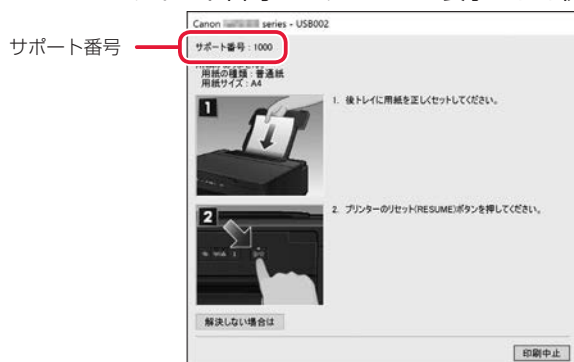 Canon series - USB002
サポート番号
サポート番号 : 1000
用紙の種類 : 普通紙
用紙サイズ : A4
1
1. 後トレイに用紙を正しくセットしてください。
2
2. プリンターのリセット(RESUME)ボタンを押してください。
解決しない場合は
印刷中止